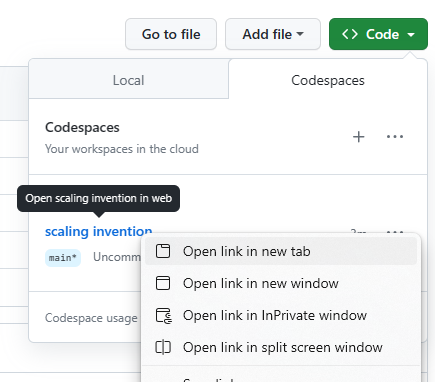 Go to file
Add file
<> Code
Local
Codespaces
Codespaces
Your workspaces in the cloud
Open scaling invention in web
scaling invention
main*
Uncomm
Open link in new tab
Open link in new window
Open link in InPrivate window
Codespace usage
Open link in split screen window